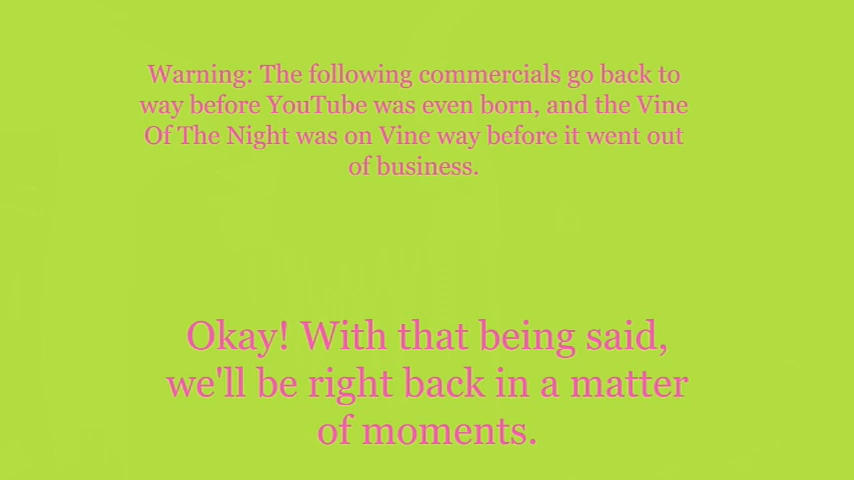 Warning: The following commercials go back to
way before YouTube was even born, and the Vine
Of The Night was on Vine way before it went out
of business.
Okay! With that being said,
we'll be right back in a matter
of moments.